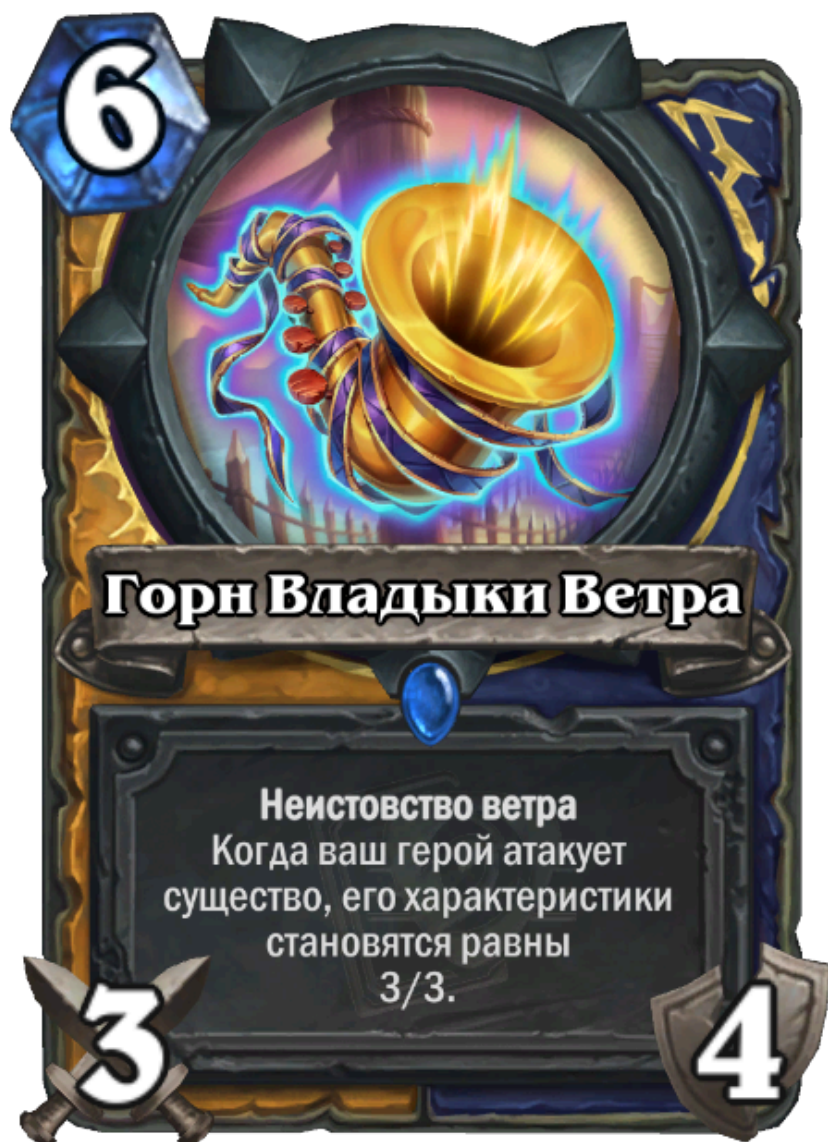 6
Горн Владыки Ветра
Неистовство ветра
Когда ваш герой атакует
существо, его характеристики
становятся равны
3/3.
3
4